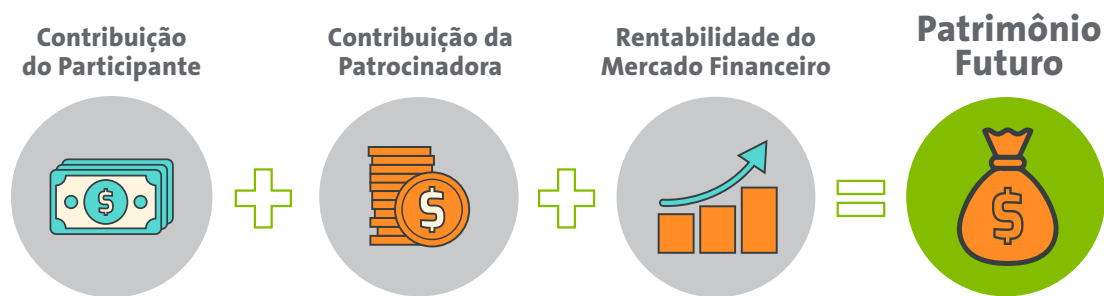 Contribuição
do Participante
Contribuição da
Patrocinadora
Rentabilidade do
Mercado Financeiro
Patrimônio
Futuro
$
$
$